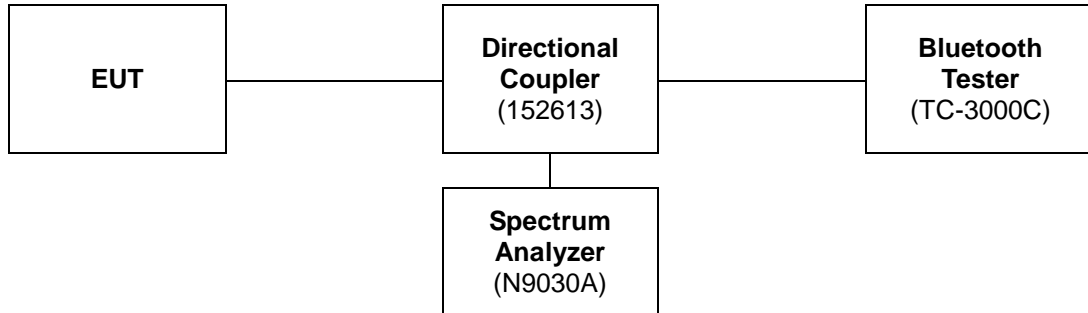 EUT
Directional
Coupler
(152613)
Bluetooth
Tester
(TC-3000C)
Spectrum
Analyzer
(N9030A)